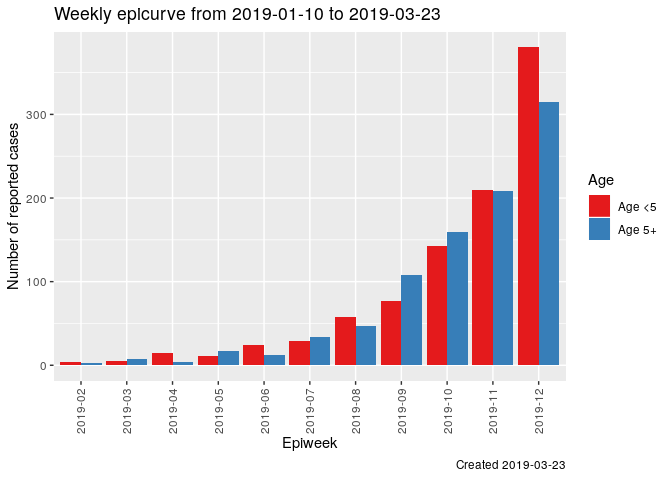 Weekly epicurve from 2019-01-10 to 2019-03-23
Number of reported cases
300
200
100
0
2019-02
2019-03
2019-04
2019-05
2019-06
2019-07
2019-08
2019-09
2019-10
2019-11
2019-12
Epiweek
Age
Age <5
Age 5+
Created 2019-03-23